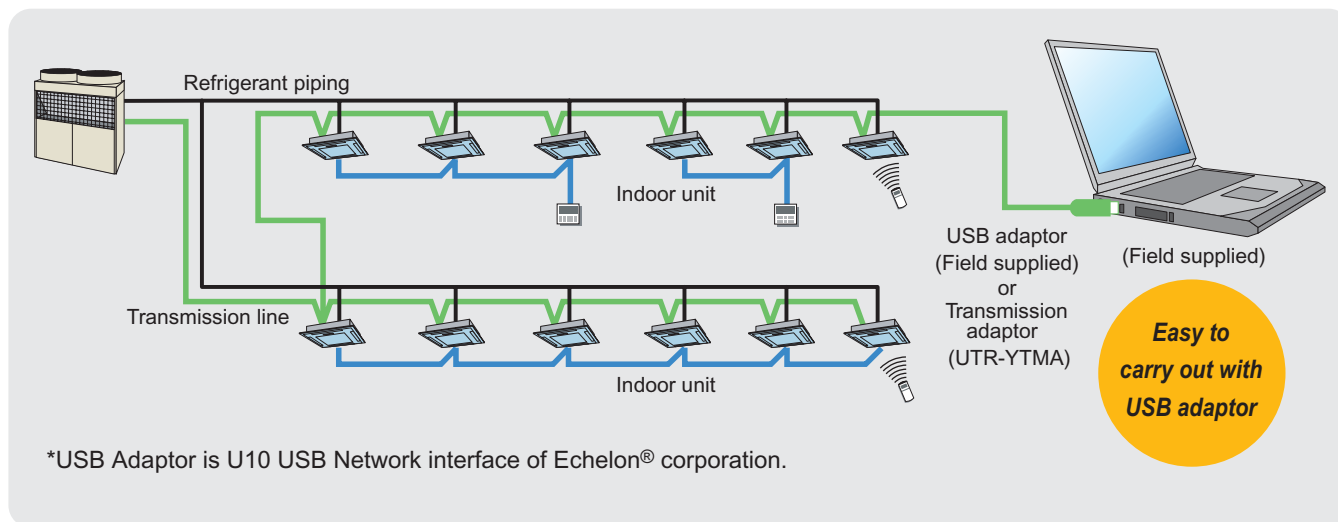 Refrigerant piping
Indoor unit
Transmission line
Indoor unit
USB adaptor
(Field supplied)
or
Transmission
adaptor
(UTR-YTMA)
(Field supplied)
Easy to
carry out with
USB adaptor
*USB Adaptor is U10 USB Network interface of Echelon® corporation.